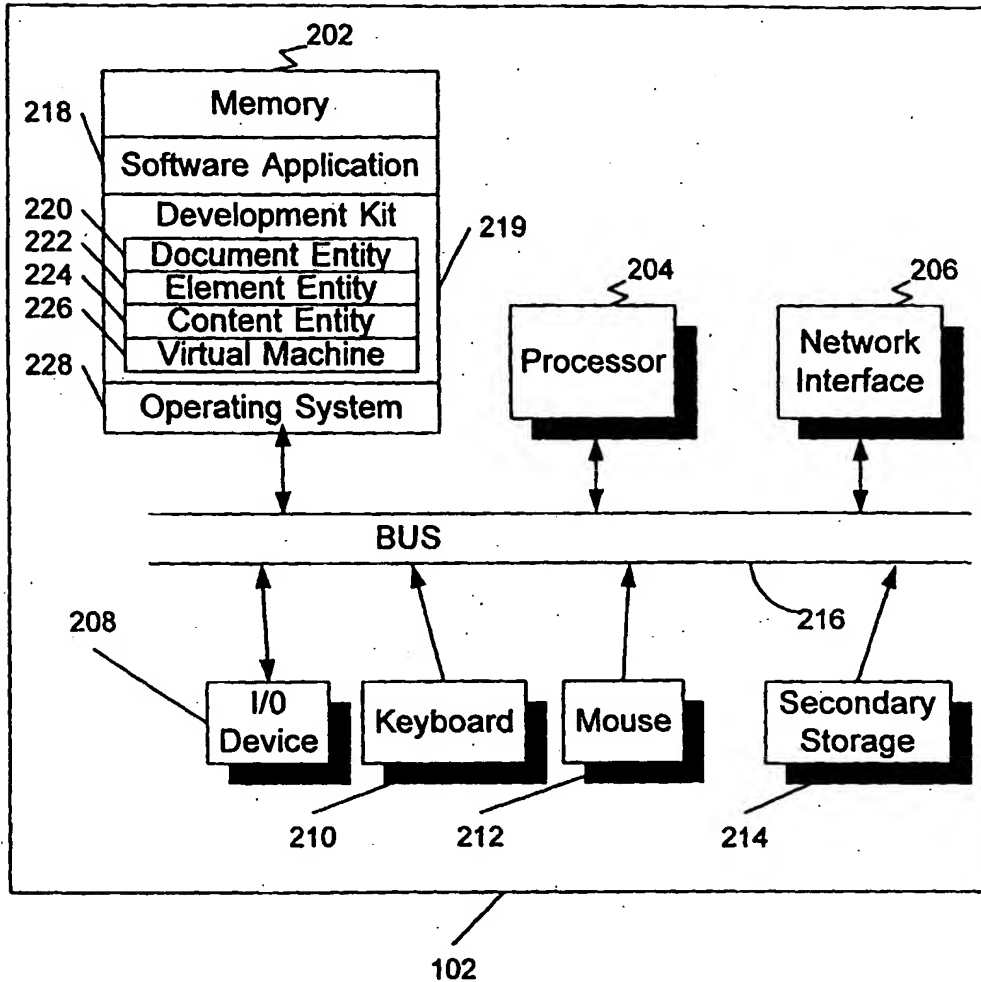 202
Memory
218
Software Application
Development Kit
220
222
224
226
228
Document Entity
Element Entity
Content Entity
Virtual Machine
219
Operating System
204
Processor
206
Network
Interface
BUS
216
208
I/0
Device
Keyboard
Mouse
Secondary
Storage
210
212
214
102